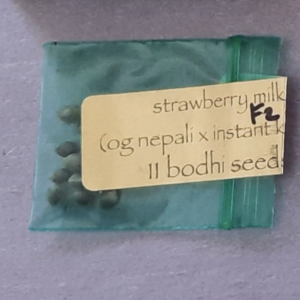 strawberry milk
F2
(og nepali x instant k
11 bodhi seeds